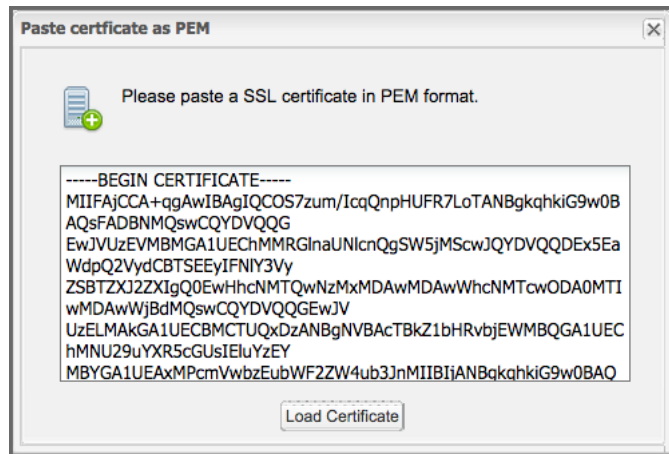 Paste certficate as PEM
Please paste a SSL certificate in PEM format.
-----BEGIN CERTIFICATE-----
MIIFAjCCA+qgAwIBAgIQCOS7zum/IcqQnpHUFR7LoTANBgkqhkiG9w0B
AQsFADBNMQswCQYDVQQG
EwJVUzEVMBMGA1UEChMMRGlnaUNlcnQgSW5jMScwJQYDVQQDEx5Ea
WdpQ2VydCBTSEEyIFNlY3Vy
ZSBTZXJ2ZXIgQ0EwHhcNMTQwNzMxMDAwMDAwWhcNMTcwODA0MTI
wMDAwWjBdMQswCQYDVQQGEwJV
UzELMAkGA1UECBMCTUQxDzANBgNVBAcTBkZ1bHRvbjEWMBQGA1UEC
hMNU29uYXR5cGUsIEluYzEY
MBYGA1UEAxMPcmVwbzEubWF2ZW4ub3JnMIIBIjANBgkqhkiG9w0BAQ
Load Certificate